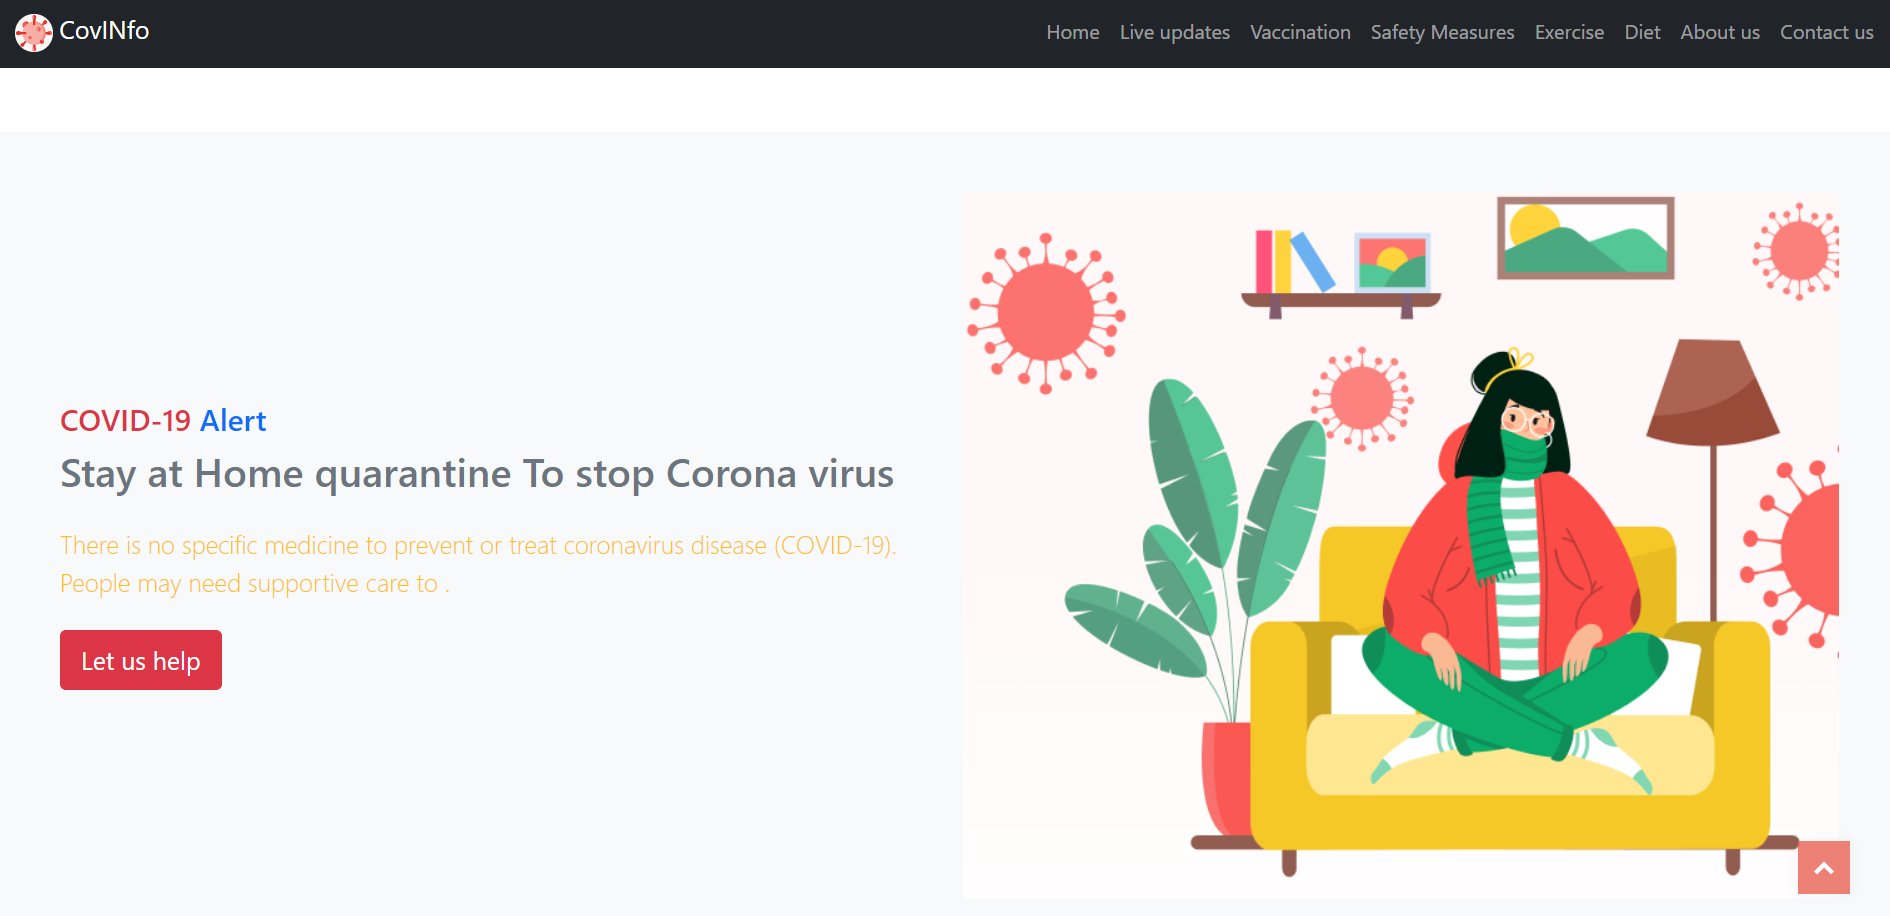 CovINfo
Home Live updates Vaccination Safety Measures Exercise Diet About us Contact us
COVID-19 Alert
Stay at Home quarantine To stop Corona virus
There is no specific medicine to prevent or treat coronavirus disease (COVID-19).
People may need supportive care to .
Let us help